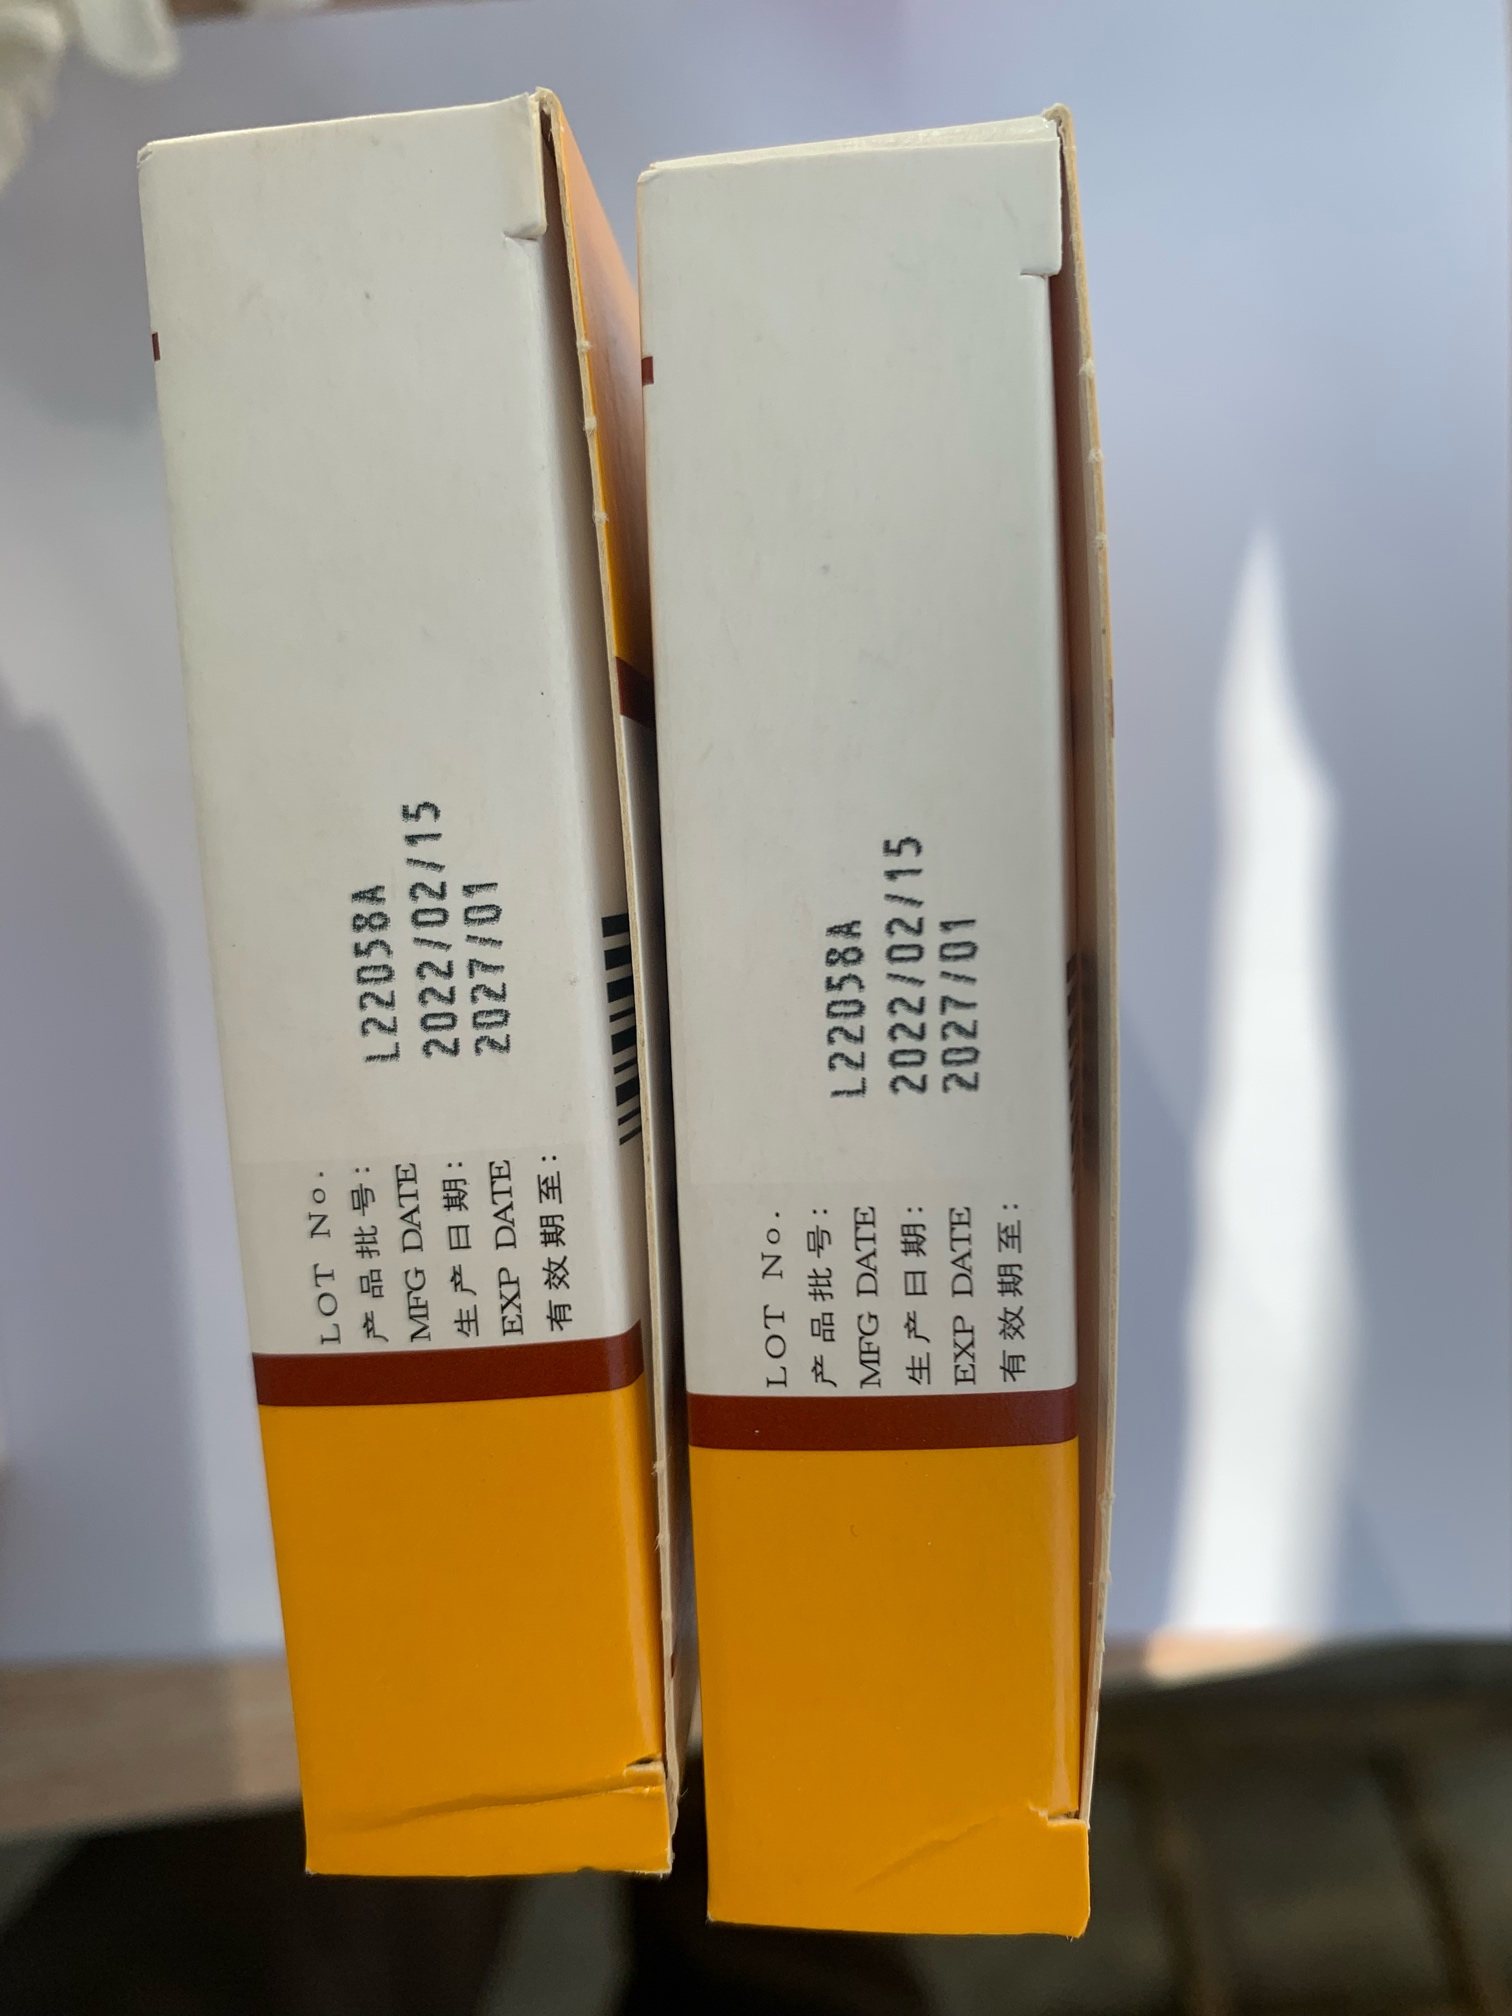 L22058A
2022/02/15
2027/01
LOT No.
产品批号:
MFG DATE
生产日期:
EXP DATE
有效期至:
L22058A
2022/02/15
2027/01
LOT No.
产品批号:
MFG DATE
生产日期:
EXP DATE
有效期至: